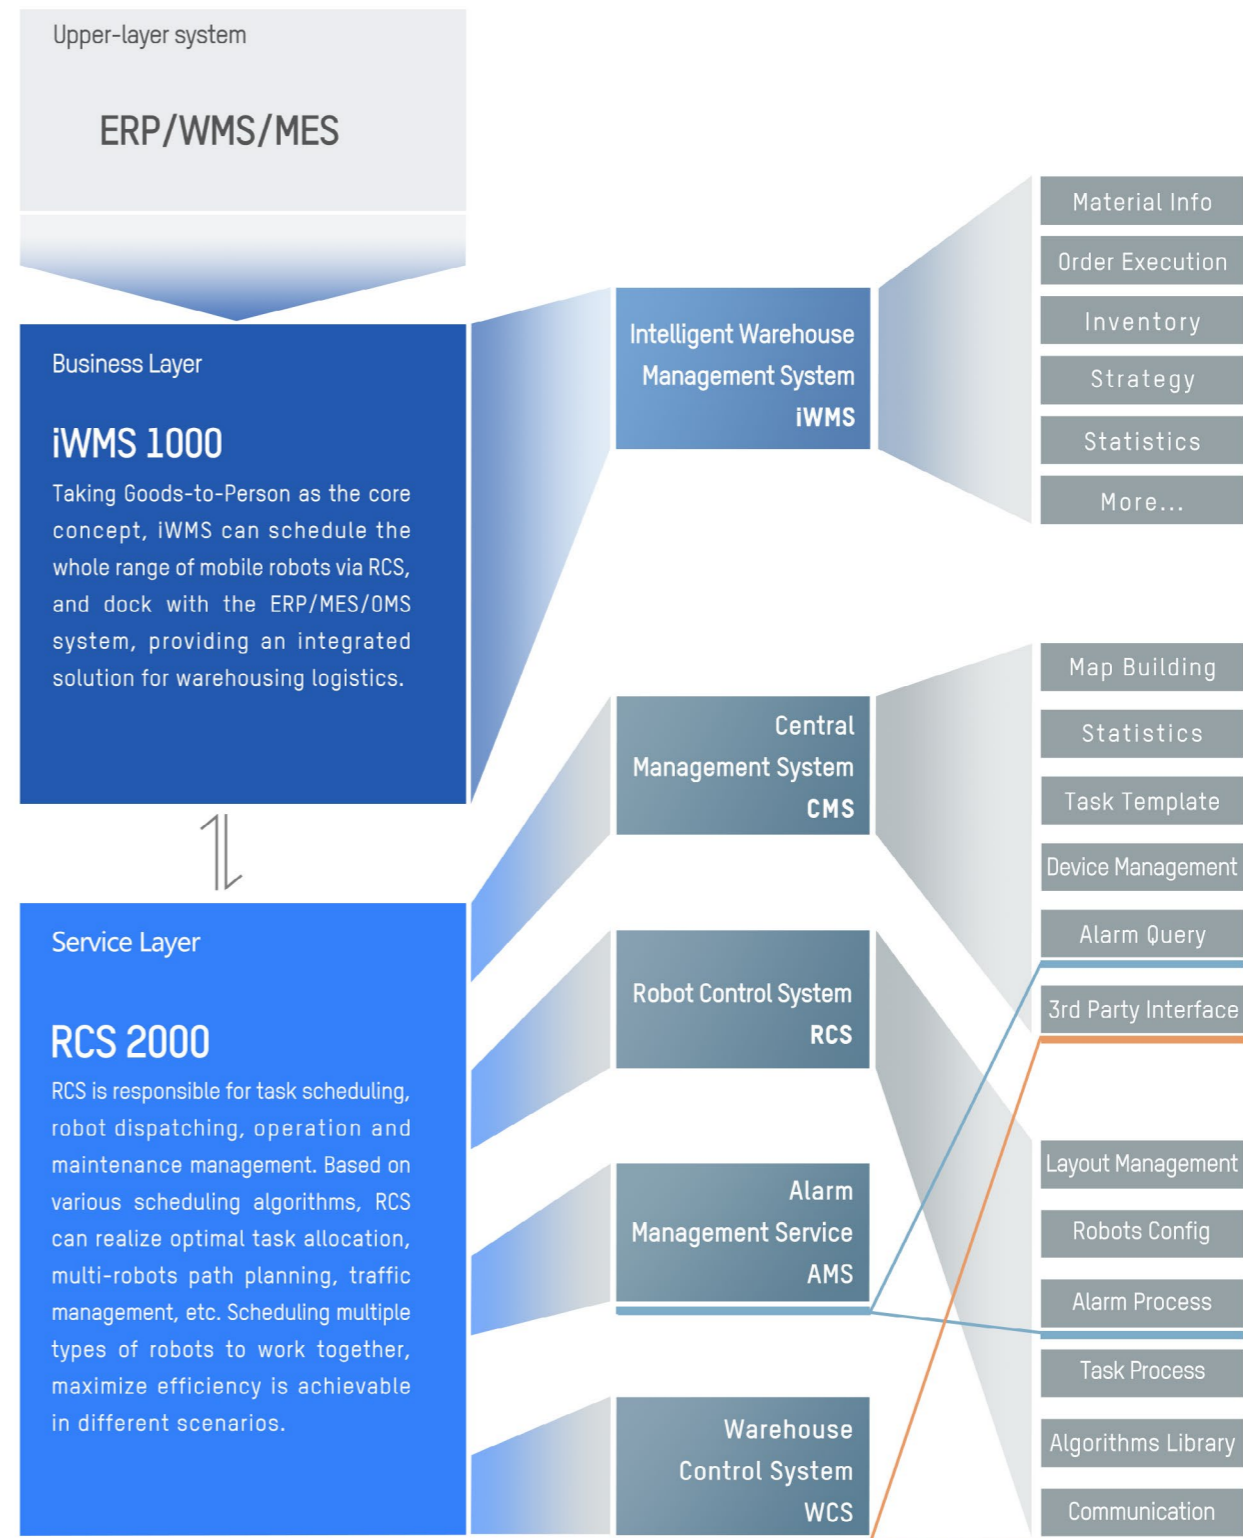 Upper-layer system
ERP/WMS/MES
Business Layer
iWMS 1000
Taking Goods-to-Person as the core
concept, iWMS can schedule the
whole range of mobile robots via RCS,
and dock with the ERP/MES/OMS
system, providing an integrated
solution for warehousing logistics.
Service Layer
RCS 2000
RCS is responsible for task scheduling,
robot dispatching, operation and
maintenance management. Based on
various scheduling algorithms, RCS
can realize optimal task allocation,
multi-robots path planning, traffic
management, etc. Scheduling multiple
types of robots to work together,
maximize efficiency is achievable
in different scenarios.
Intelligent Warehouse
Management System
iWMS
Central
Management System
CMS
Robot Control System
RCS
Alarm
Management Service
AMS
Warehouse
Control System
WCS
Material Info
Order Execution
Inventory
Strategy
Statistics
More...
Map Building
Statistics
Task Template
Device Management
Alarm Query
3rd Party Interface
Layout Management
Robots Config
Alarm Process
Task Process
Algorithms Library
Communication